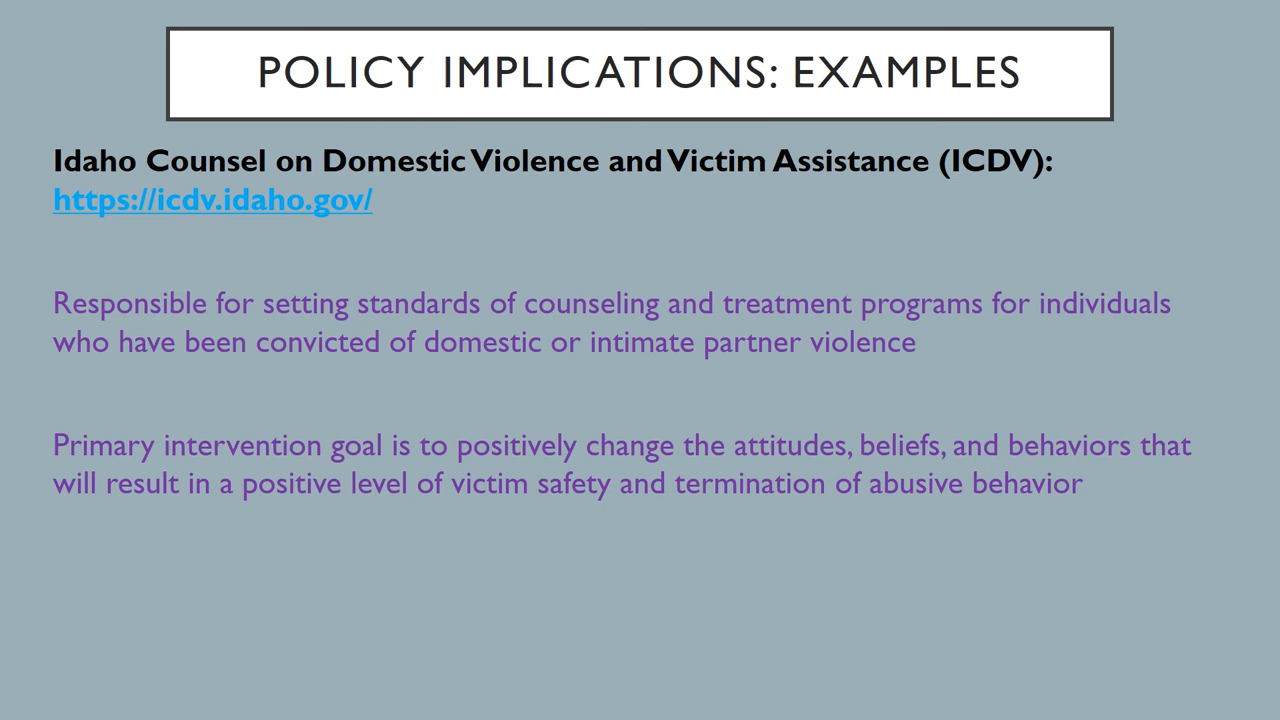 POLICY IMPLICATIONS: EXAMPLES
Idaho Counsel on Domestic Violence and Victim Assistance (ICDV):
https://icdv.idaho.gov/
Responsible for setting standards of counseling and treatment programs for individuals
who have been convicted of domestic or intimate partner violence
Primary intervention goal is to positively change the attitudes, beliefs, and behaviors that
will result in a positive level of victim safety and termination of abusive behavior